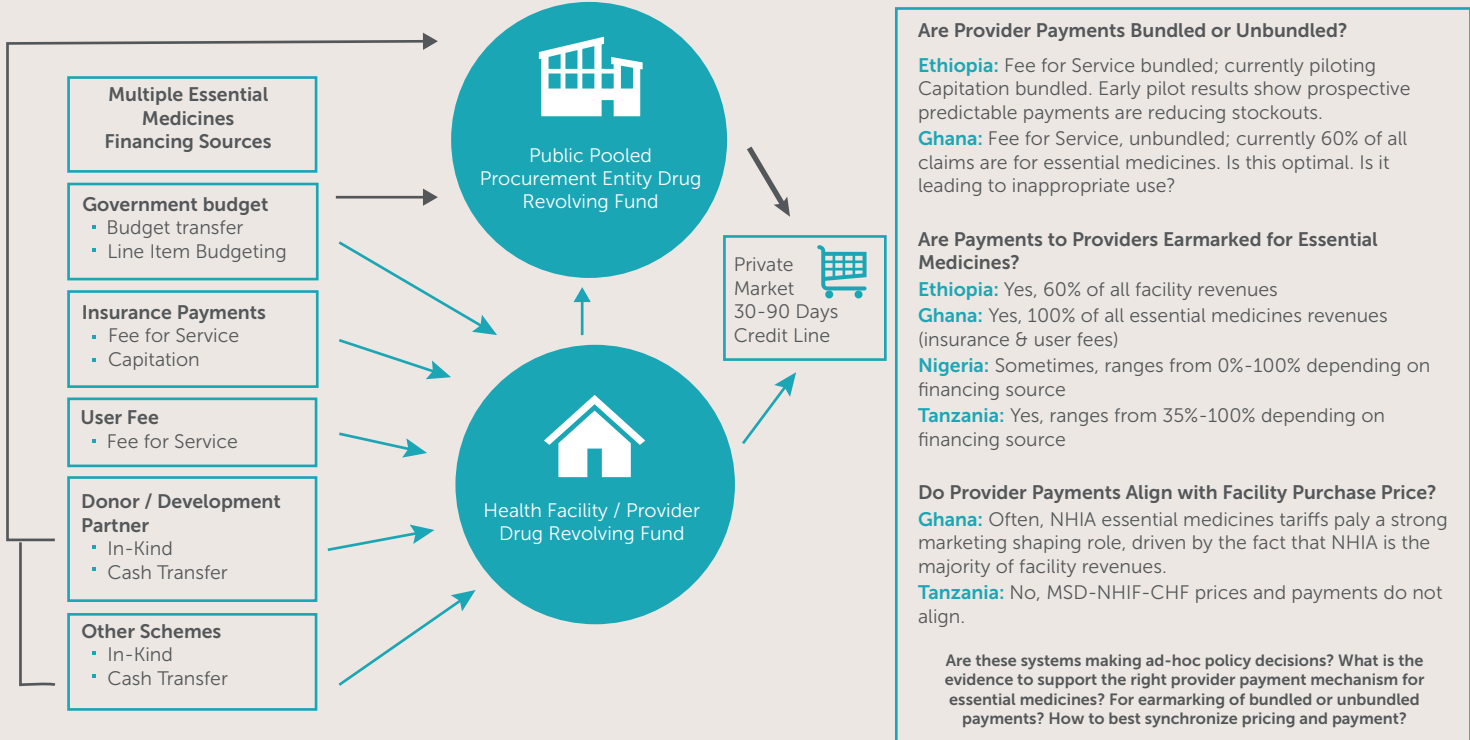 Multiple Essential
Medicines
Financing Sources
Government budget
▪ Budget transfer
▪ Line Item Budgeting
Insurance Payments
▪ Fee for Service
▪ Capitation
User Fee
▪ Fee for Service
Donor / Development
Partner
▪ In-Kind
▪ Cash Transfer
Other Schemes
▪ In-Kind
▪ Cash Transfer
Public Pooled
Procurement Entity Drug
Revolving Fund
Health Facility / Provider
Drug Revolving Fund
Private
Market
30-90 Days
Credit Line
Are Provider Payments Bundled or Unbundled?
Ethiopia: Fee for Service bundled; currently piloting
Capitation bundled. Early pilot results show prospective
predictable payments are reducing stockouts.
Ghana: Fee for Service, unbundled; currently 60% of all
claims are for essential medicines. Is this optimal. Is it
leading to inappropriate use?
Are Payments to Providers Earmarked for Essential
Medicines?
Ethiopia: Yes, 60% of all facility revenues
Ghana: Yes, 100% of all essential medicines revenues
(insurance & user fees)
Nigeria: Sometimes, ranges from 0%-100% depending on
financing source
Tanzania: Yes, ranges from 35%-100% depending on
financing source
Do Provider Payments Align with Facility Purchase Price?
Ghana: Often, NHIA essential medicines tariffs paly a strong
marketing shaping role, driven by the fact that NHIA is the
majority of facility revenues.
Tanzania: No, MSD-NHIF-CHF prices and payments do not
align.
Are these systems making ad-hoc policy decisions? What is the
evidence to support the right provider payment mechanism for
essential medicines? For earmarking of bundled or unbundled
payments? How to best synchronize pricing and payment?